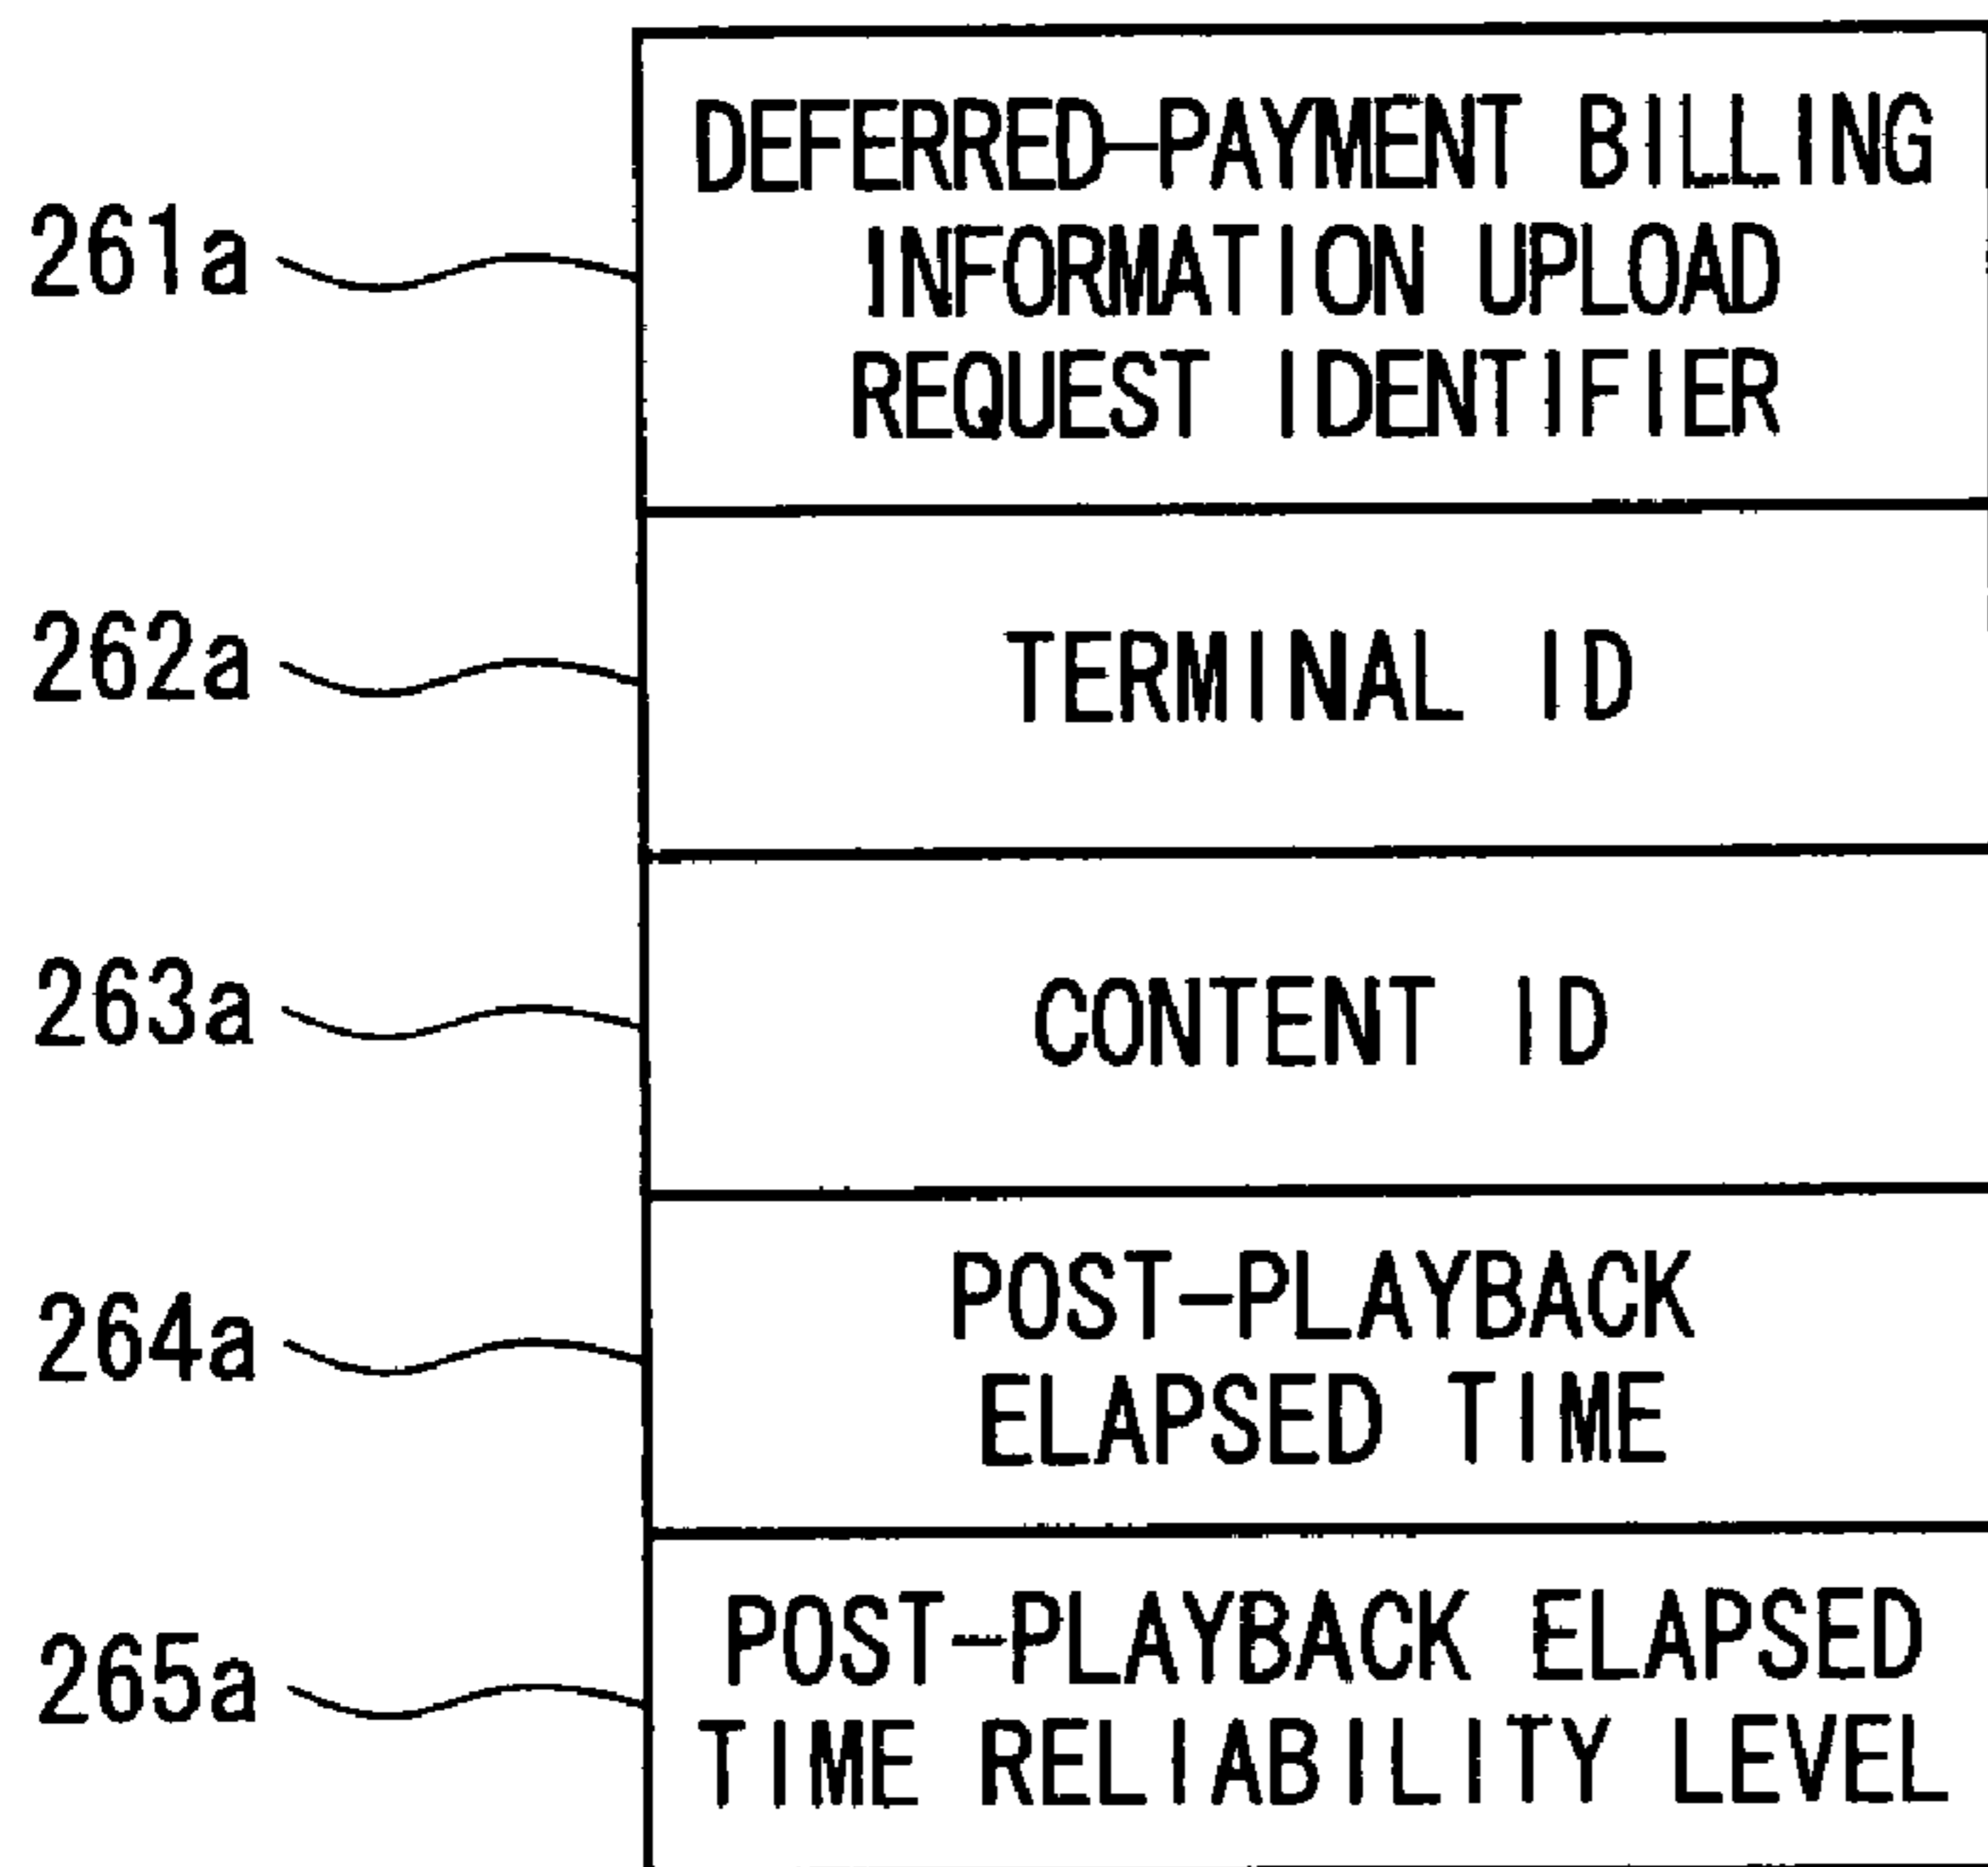 261a
DEFERRED-PAYMENT BILLING
INFORMATION UPLOAD
REQUEST IDENTIFIER
262a
TERMINAL ID
263a
CONTENT ID
264a
POST-PLAYBACK
ELAPSED TIME
265a
POST-PLAYBACK ELAPSED
TIME RELIABILITY LEVEL